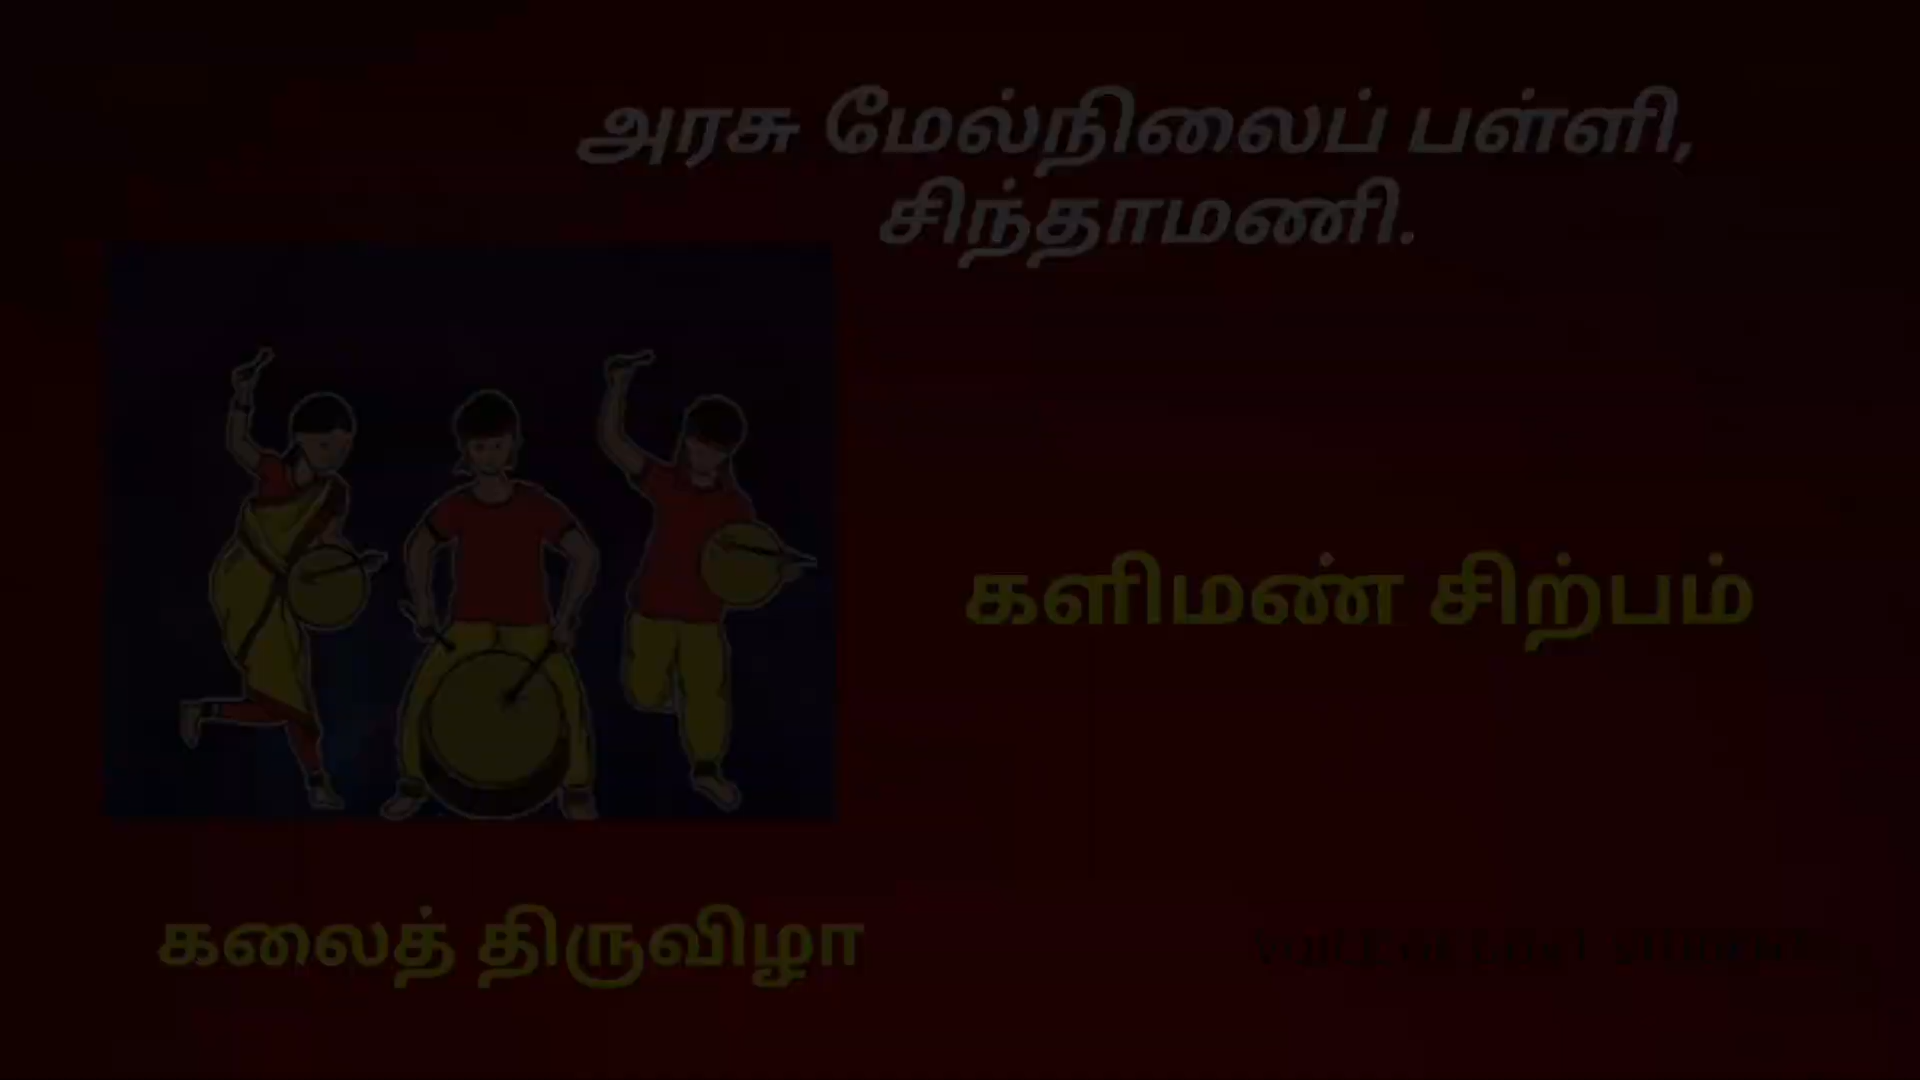 அரசு மேல்நிலைப் பள்ளி,
சிந்தாமணி.
களிமண் சிற்பம்
கலைத் திருவிழா